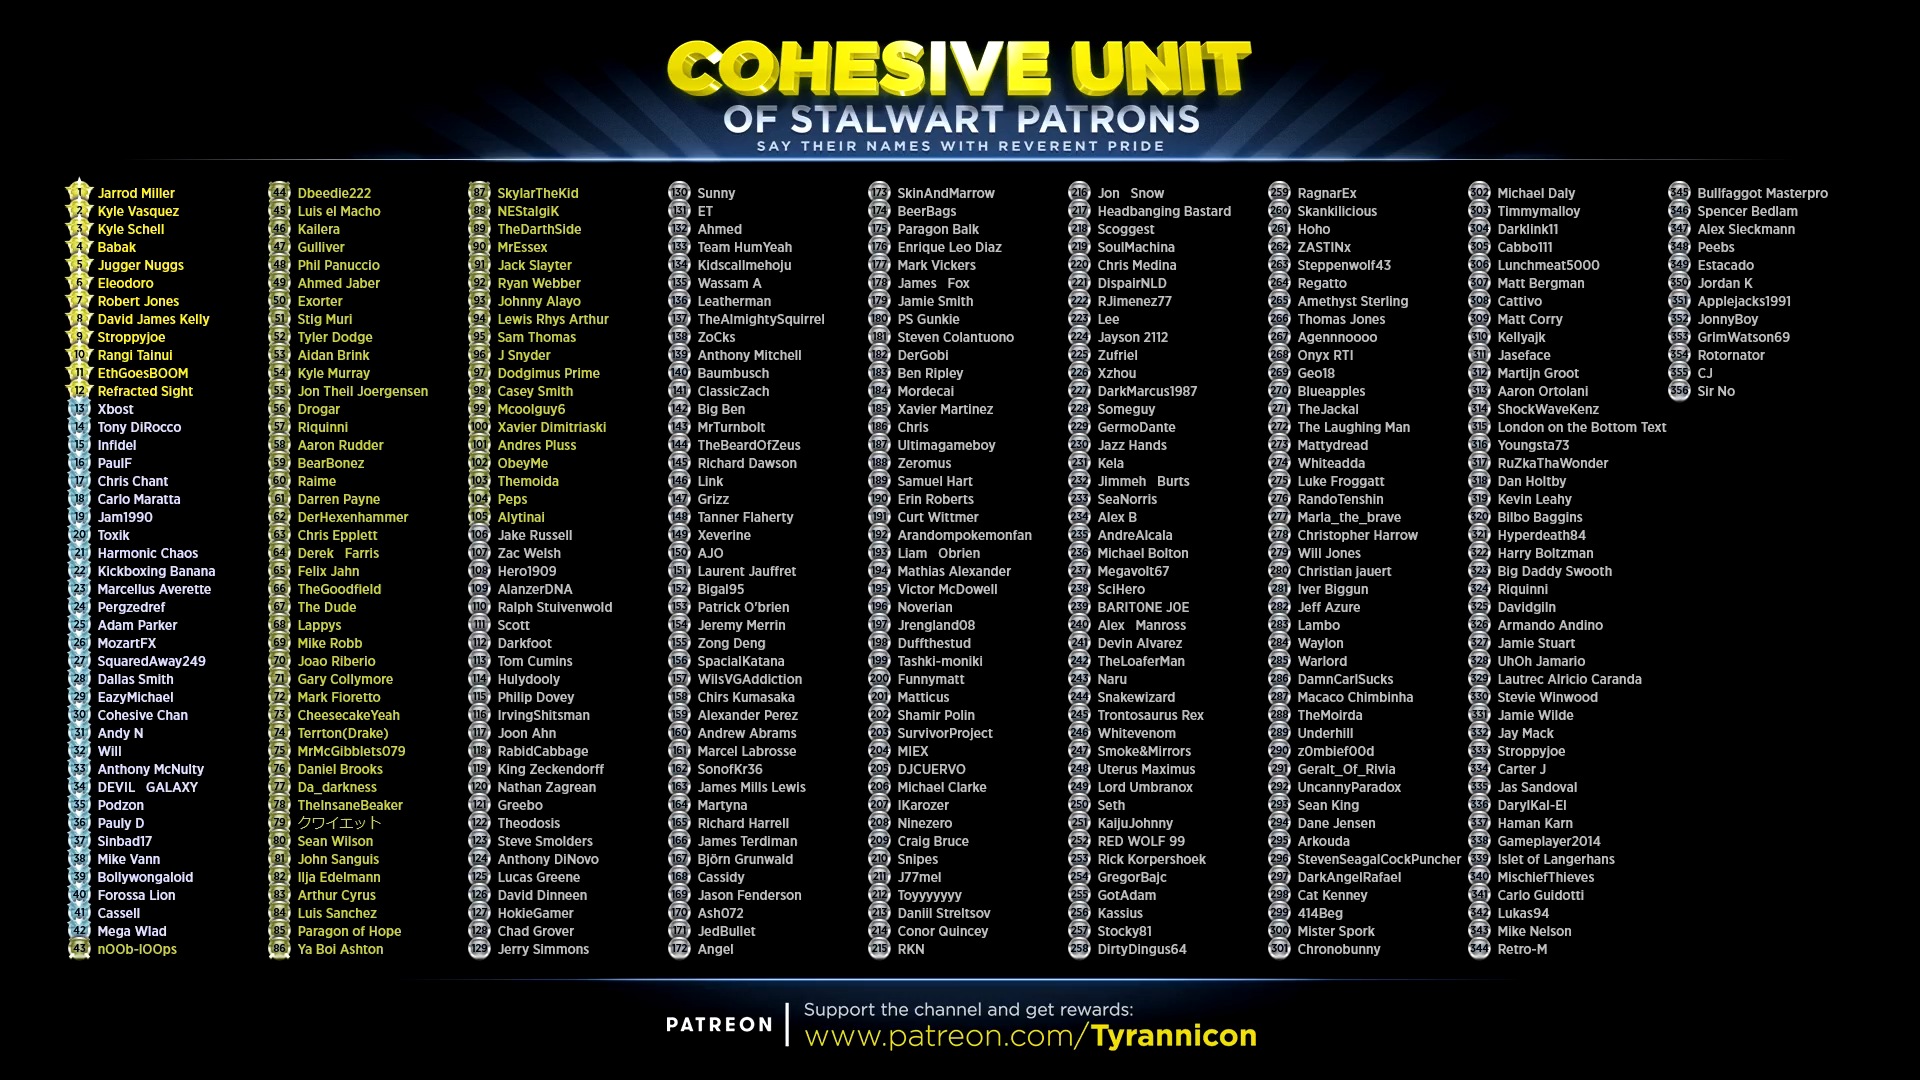 COHESIVE UNIT
OF STALWART PATRONS
SAY THEIR NAMES WITH REVERENT PRIDE
1 Jarrod Miller
2 Kyle Vasquez
3 Kyle Schell
4 Babak
5 Jugger Nuggs
6 Eleodoro
7 Robert Jones
8 David James Kelly
9 Stroppyjoe
10 Rangi Tainui
11 EthGoesBOOM
12 Refracted Sight
13 Xbost
14 Tony DiRocco
15 Infidel
16 PaulF
17 Chris Chant
18 Carlo Maratta
19 Jam1990
20 Toxik
21 Harmonic Chaos
22 Kickboxing Banana
23 Marcellus Averette
24 Pergzedref
25 Adam Parker
26 MozartFX
27 SquaredAway249
28 Dallas Smith
29 EazyMichael
30 Cohesive Chan
31 Andy N
32 Will
33 Anthony McNulty
34 DEVIL GALAXY
35 Podzon
36 Pauly D
37 Sinbad17
38 Mike Vann
39 Bollywongaloid
40 Forossa Lion
41 Cassell
42 Mega Wlad
43 nOOb-lOOps
44 Dbeedie222
45 Luis el Macho
46 Kailera
47 Gulliver
48 Phil Panuccio
49 Ahmed Jaber
50 Exorter
51 Stig Muri
52 Tyler Dodge
53 Aidan Brink
54 Kyle Murray
55 Jon Theil Joergensen
56 Drogar
57 Riquinni
58 Aaron Rudder
59 BearBonez
60 Raime
61 Darren Payne
62 DerHexenhammer
63 Chris Epplett
64 Derek Farris
65 Felix Jahn
66 TheGoodfield
67 The Dude
68 Lappys
69 Mike Robb
70 Joao Riberio
71 Gary Collymore
72 Mark Fioretto
73 CheesecakeYeah
74 Terrton(Drake)
75 MrMcGibblets079
76 Daniel Brooks
77 Da_darkness
78 TheInsaneBeaker
79 クワイエット
80 Sean Wilson
81 John Sanguis
82 Ilja Edelmann
83 Arthur Cyrus
84 Luis Sanchez
85 Paragon of Hope
86 Ya Boi Ashton
87 SkylarTheKid
88 NEStalgiK
89 TheDarthSide
90 MrEssex
91 Jack Slayter
92 Ryan Webber
93 Johnny Alayo
94 Lewis Rhys Arthur
95 Sam Thomas
96 J Snyder
97 Dodgimus Prime
98 Casey Smith
99 Mcoolguy6
100 Xavier Dimitriaski
101 Andres Pluss
102 ObeyMe
103 Themoida
104 Peps
105 Alytinai
106 Jake Russell
107 Zac Welsh
108 Hero1909
109 AlanzerDNA
110 Ralph Stuivenwold
111 Scott
112 Darkfoot
113 Tom Cumins
114 Hulydooly
115 Philip Dovey
116 IrvingShitsman
117 Joon Ahn
118 RabidCabbage
119 King Zeckendorff
120 Nathan Zagrean
121 Greebo
122 Theodosis
123 Steve Smolders
124 Anthony DiNovo
125 Lucas Greene
126 David Dinneen
127 HokieGamer
128 Chad Grover
129 Jerry Simmons
130 Sunny
131 ET
132 Ahmed
133 Team HumYeah
134 Kidscallmehoju
135 Wassam A
136 Leatherman
137 TheAlmightySquirrel
138 ZoCks
139 Anthony Mitchell
140 Baumbusch
141 ClassicZach
142 Big Ben
143 MrTurnbolt
144 TheBeardOfZeus
145 Richard Dawson
146 Link
147 Grizz
148 Tanner Flaherty
149 Xeverine
150 AJO
151 Laurent Jauffret
152 Bigal95
153 Patrick O'brien
154 Jeremy Merrin
155 Zong Deng
156 SpacialKatana
157 WilsVGAddiction
158 Chirs Kumasaka
159 Alexander Perez
160 Andrew Abrams
161 Marcel Labrosse
162 SonofKr36
163 James Mills Lewis
164 Martyna
165 Richard Harrell
166 James Terdiman
167 Björn Grunwald
168 Cassidy
169 Jason Fenderson
170 Ash072
171 JedBullet
172 Angel
173 SkinAndMarrow
174 BeerBags
175 Paragon Balk
176 Enrique Leo Diaz
177 Mark Vickers
178 James Fox
179 Jamie Smith
180 PS Gunkie
181 Steven Colantuono
182 DerGobi
183 Ben Ripley
184 Mordecai
185 Xavier Martinez
186 Chris
187 Ultimagameboy
188 Zeromus
189 Samuel Hart
190 Erin Roberts
191 Curt Wittmer
192 Arandompokemonfan
193 Liam Obrien
194 Mathias Alexander
195 Victor McDowell
196 Noverian
197 Jrengland08
198 Duffthestud
199 Tashki-moniki
200 Funnymatt
201 Matticus
202 Shamir Polin
203 SurvivorProject
204 MIEX
205 DJCUERVO
206 Michael Clarke
207 IKarozer
208 Ninezero
209 Craig Bruce
210 Snipes
211 J77mel
212 Toyyyyyyy
213 Daniil Streltsov
214 Conor Quincey
215 RKN
216 Jon Snow
217 Headbanging Bastard
218 Scoggest
219 SoulMachina
220 Chris Medina
221 DispairNLD
222 RJimenez77
223 Lee
224 Jayson 2112
225 Zufriel
226 Xzhou
227 DarkMarcus1987
228 Someguy
229 GermoDante
230 Jazz Hands
231 Kela
232 Jimmeh Burts
233 SeaNorris
234 Alex B
235 AndreAlcala
236 Michael Bolton
237 Megavolt67
238 SciHero
239 BARIT0NE J0E
240 Alex Manross
241 Devin Alvarez
242 TheLoaferMan
243 Naru
244 Snakewizard
245 Trontosaurus Rex
246 Whitevenom
247 Smoke&Mirrors
248 Uterus Maximus
249 Lord Umbranox
250 Seth
251 KaijuJohnny
252 RED WOLF 99
253 Rick Korpershoek
254 GregorBajc
255 GotAdam
256 Kassius
257 Stocky81
258 DirtyDingus64
259 RagnarEx
260 Skankilicious
261 Hoho
262 ZASTINx
263 Steppenwolf43
264 Regatto
265 Amethyst Sterling
266 Thomas Jones
267 Agennnoooo
268 Onyx RTI
269 Geo18
270 Blueapples
271 TheJackal
272 The Laughing Man
273 Mattydread
274 Whiteadda
275 Luke Froggatt
276 RandoTenshin
277 Marla_the_brave
278 Christopher Harrow
279 Will Jones
280 Christian jauert
281 Iver Biggun
282 Jeff Azure
283 Lambo
284 Waylon
285 Warlord
286 DamnCarlSucks
287 Macaco Chimbinha
288 TheMoirda
289 Underhill
290 z0mbief00d
291 Geralt_Of_Rivia
292 UncannyParadox
293 Sean King
294 Dane Jensen
295 Arkouda
296 StevenSeagalCockPuncher
297 DarkAngelRafael
298 Cat Kenney
299 414Beg
300 Mister Spork
301 Chronobunny
302 Michael Daly
303 Timmymalloy
304 Darklink11
305 Cabbo111
306 Lunchmeat5000
307 Matt Bergman
308 Cattivo
309 Matt Corry
310 Kellyajk
311 Jaseface
312 Martijn Groot
313 Aaron Ortolani
314 ShockWaveKenz
315 London on the Bottom Text
316 Youngsta73
317 RuZkaThaWonder
318 Dan Holtby
319 Kevin Leahy
320 Bilbo Baggins
321 Hyperdeath84
322 Harry Boltzman
323 Big Daddy Swooth
324 Riquinni
325 Davidgiln
326 Armando Andino
327 Jamie Stuart
328 UhOh Jamario
329 Lautrec Alricio Caranda
330 Stevie Winwood
331 Jamie Wilde
332 Jay Mack
333 Stroppyjoe
334 Carter J
335 Jas Sandoval
336 DarylKal-El
337 Haman Karn
338 Gameplayer2014
339 Islet of Langerhans
340 MischiefThieves
341 Carlo Guidotti
342 Lukas94
343 Mike Nelson
344 Retro-M
345 Bullfaggot Masterpro
346 Spencer Bedlam
347 Alex Sieckmann
348 Peebs
349 Estacado
350 Jordan K
351 Applejacks1991
352 JonnyBoy
353 GrimWatson69
354 Rotornator
355 CJ
356 Sir No
PATREON
Support the channel and get rewards:
www.patreon.com/Tyrannicon